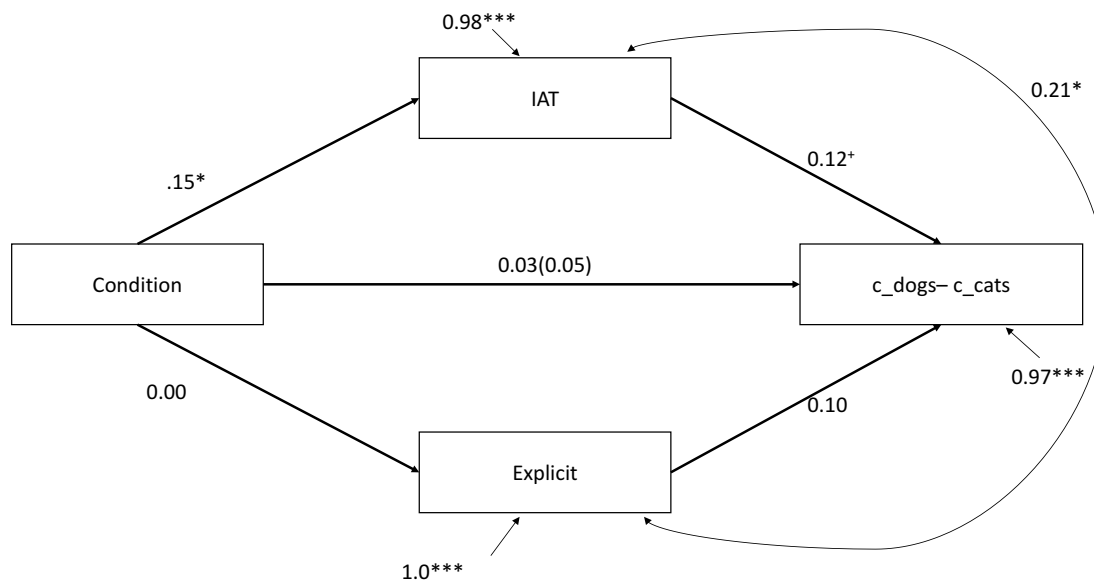 0.98***
IAT
0.21*
.15*
0.12⁺
Condition
0.03(0.05)
c_dogs– c_cats
0.00
0.10
0.97***
Explicit
1.0***